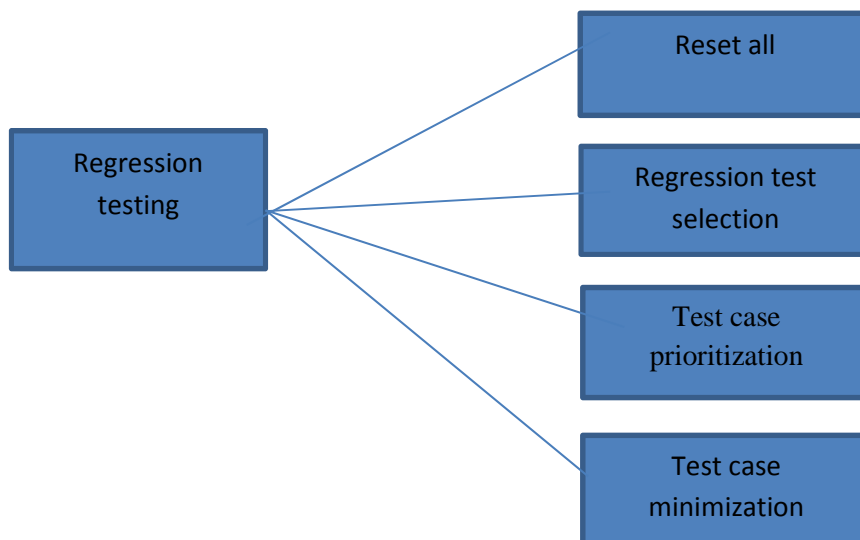 Reset all
Regression
testing
Regression test
selection
Test case
prioritization
Test case
minimization